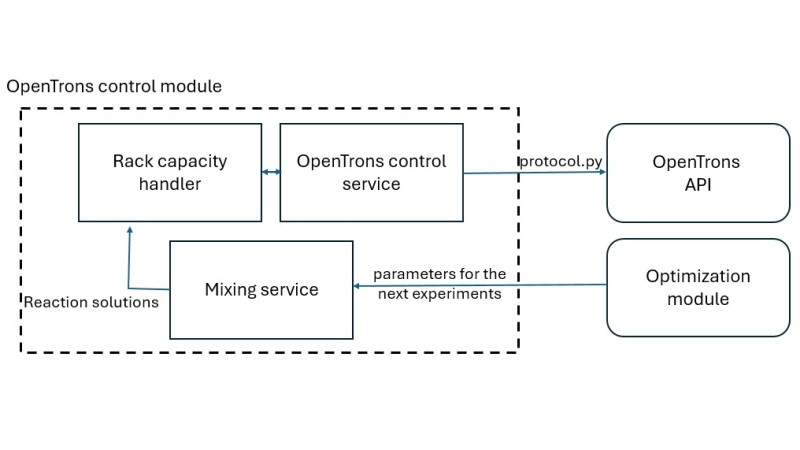 OpenTrons control module
Rack capacity
handler
OpenTrons control
service
protocol.py
OpenTrons
API
Mixing service
Reaction solutions
parameters for the
next experiments
Optimization
module